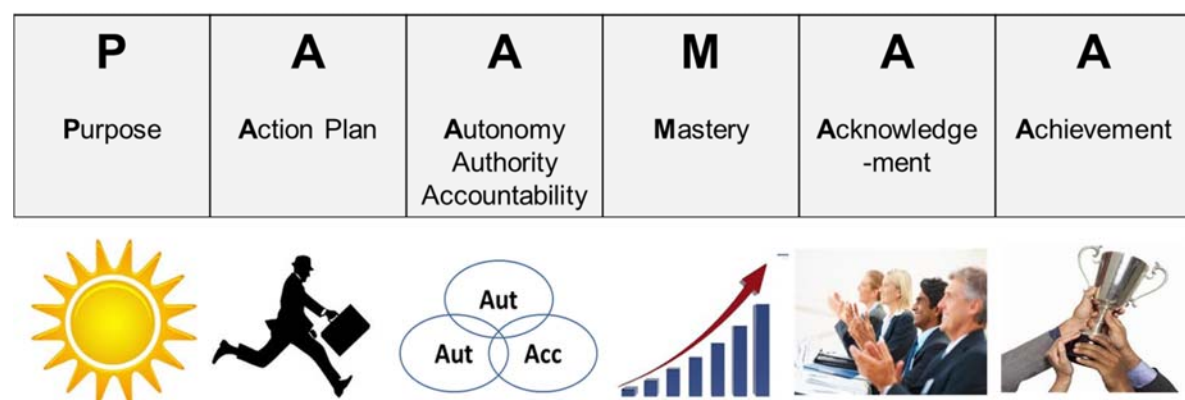 P
A
A
M
A
A
Purpose
Action Plan
Autonomy
Authority
Accountability
Mastery
Acknowledge
-ment
Achievement
Aut
Aut
Acc